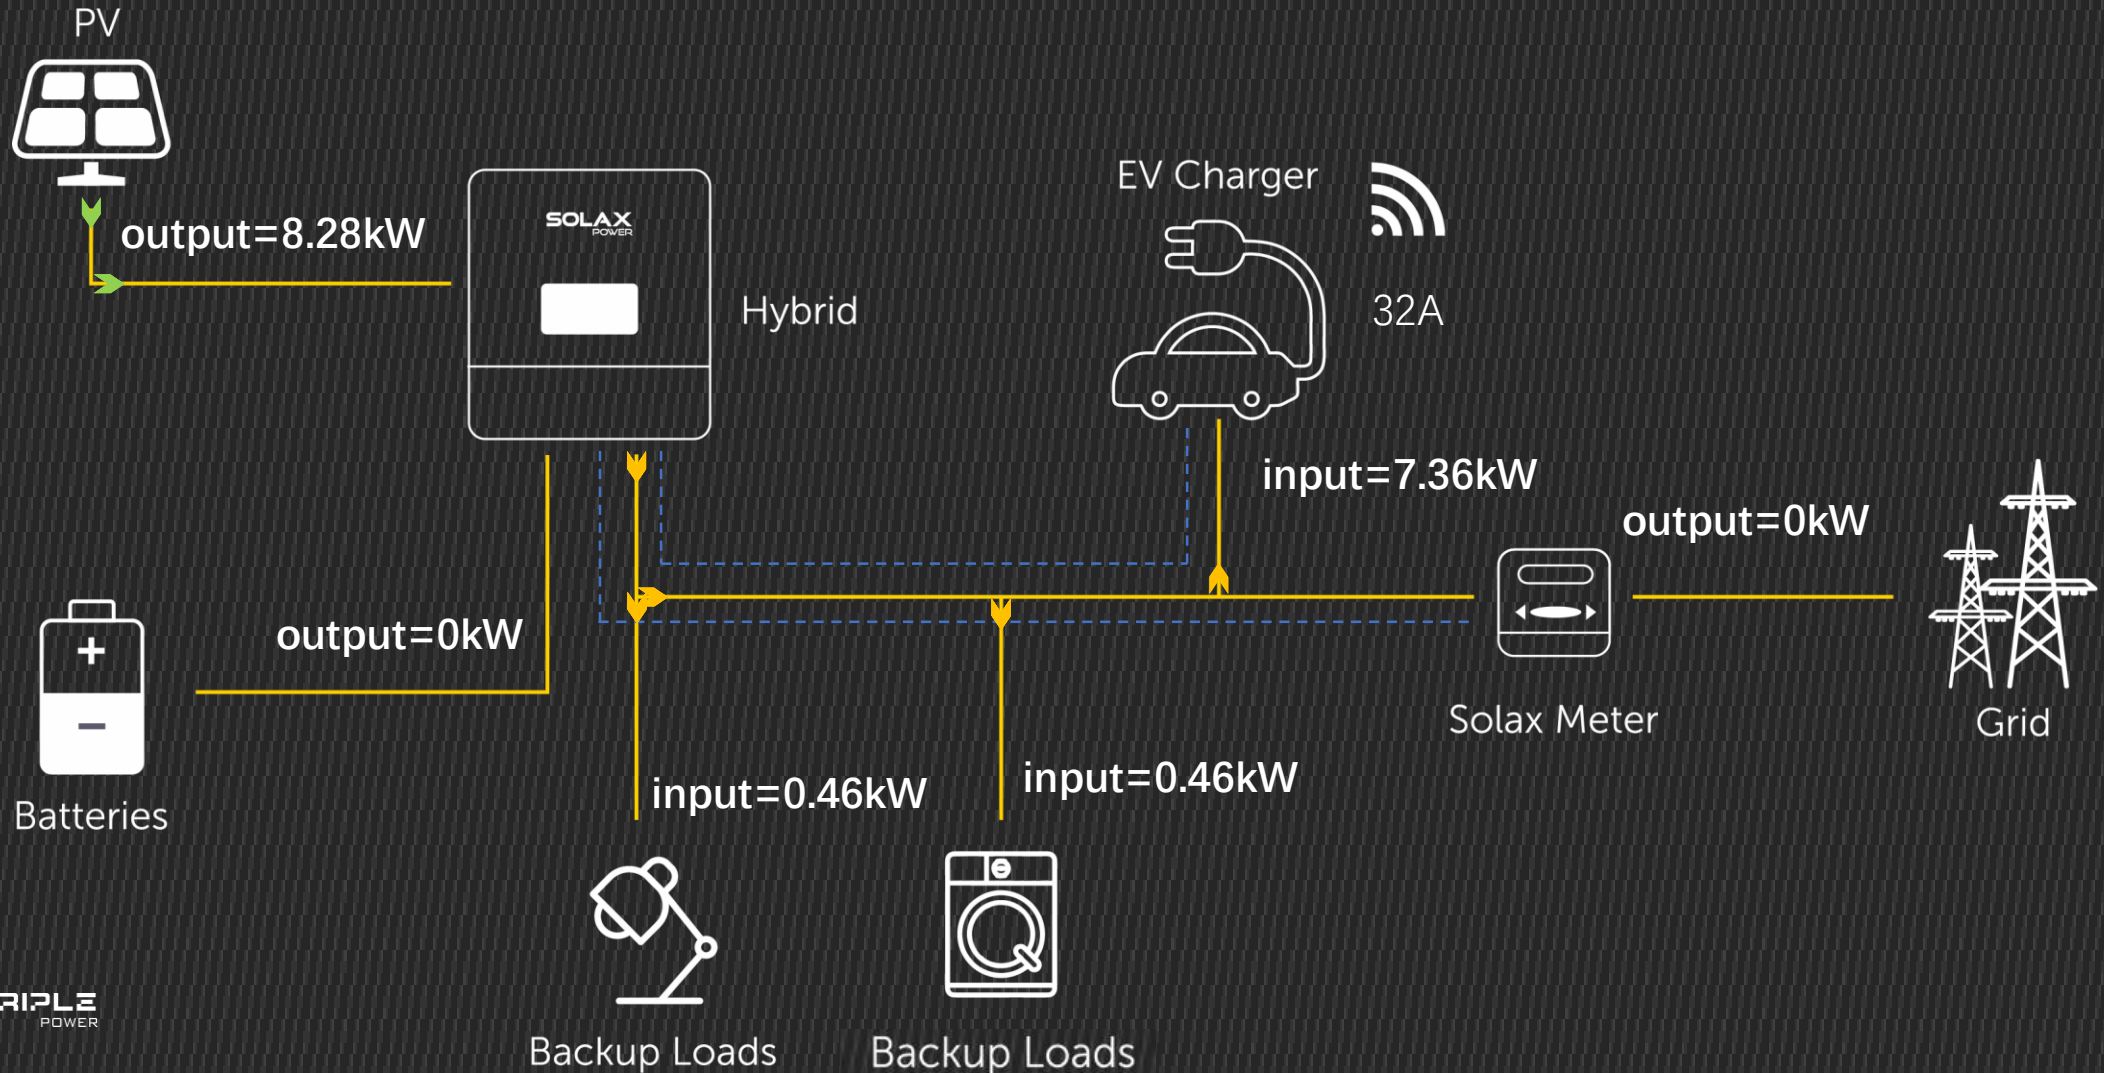 PV
output=8.28kW
SOLAX
POWER
Hybrid
EV Charger
32A
input=7.36kW
output=0kW
output=0kW
+
−
Batteries
input=0.46kW
input=0.46kW
Solax Meter
Grid
RIPLE
POWER
Backup Loads
Backup Loads